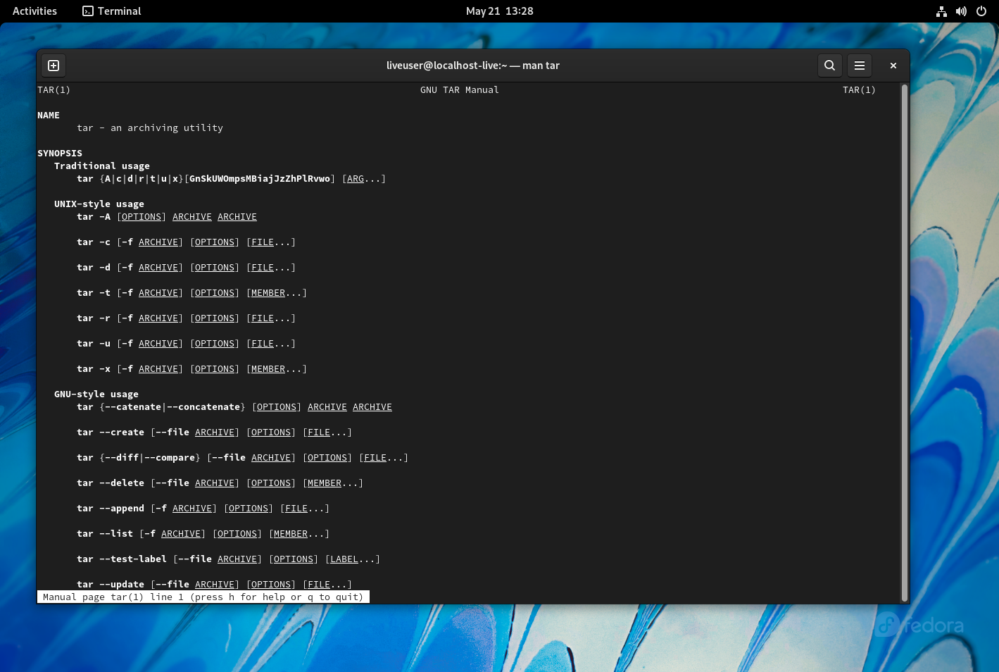 Activities Terminal May 21 13:28
liveuser@localhost-live:~ — man tar
TAR(1) GNU TAR Manual TAR(1)
NAME
tar - an archiving utility
SYNOPSIS
Traditional usage
tar {A|c|d|r|t|u|x}[GnSkUWOmpsMBiajJzZhPlRvwo] [ARG...]
UNIX-style usage
tar -A [OPTIONS] ARCHIVE ARCHIVE
tar -c [-f ARCHIVE] [OPTIONS] [FILE...]
tar -d [-f ARCHIVE] [OPTIONS] [FILE...]
tar -t [-f ARCHIVE] [OPTIONS] [MEMBER...]
tar -r [-f ARCHIVE] [OPTIONS] [FILE...]
tar -u [-f ARCHIVE] [OPTIONS] [FILE...]
tar -x [-f ARCHIVE] [OPTIONS] [MEMBER...]
GNU-style usage
tar {--catenate|--concatenate} [OPTIONS] ARCHIVE ARCHIVE
tar --create [--file ARCHIVE] [OPTIONS] [FILE...]
tar {--diff|--compare} [--file ARCHIVE] [OPTIONS] [FILE...]
tar --delete [--file ARCHIVE] [OPTIONS] [MEMBER...]
tar --append [-f ARCHIVE] [OPTIONS] [FILE...]
tar --list [-f ARCHIVE] [OPTIONS] [MEMBER...]
tar --test-label [--file ARCHIVE] [OPTIONS] [LABEL...]
tar --update [--file ARCHIVE] [OPTIONS] [FILE...]
Manual page tar(1) line 1 (press h for help or q to quit)
fedora